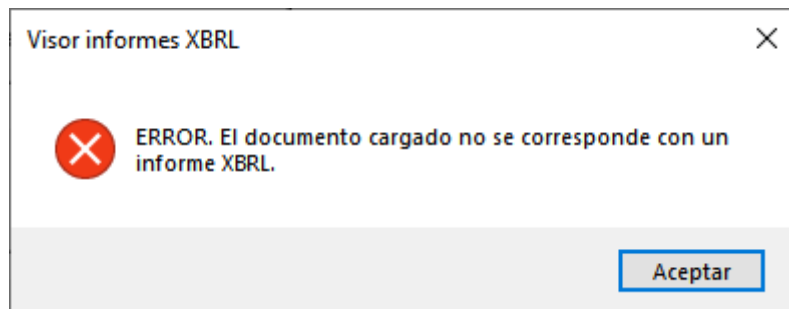 Visor informes XBRL
ERROR. El documento cargado no se corresponde con un
informe XBRL.
Aceptar